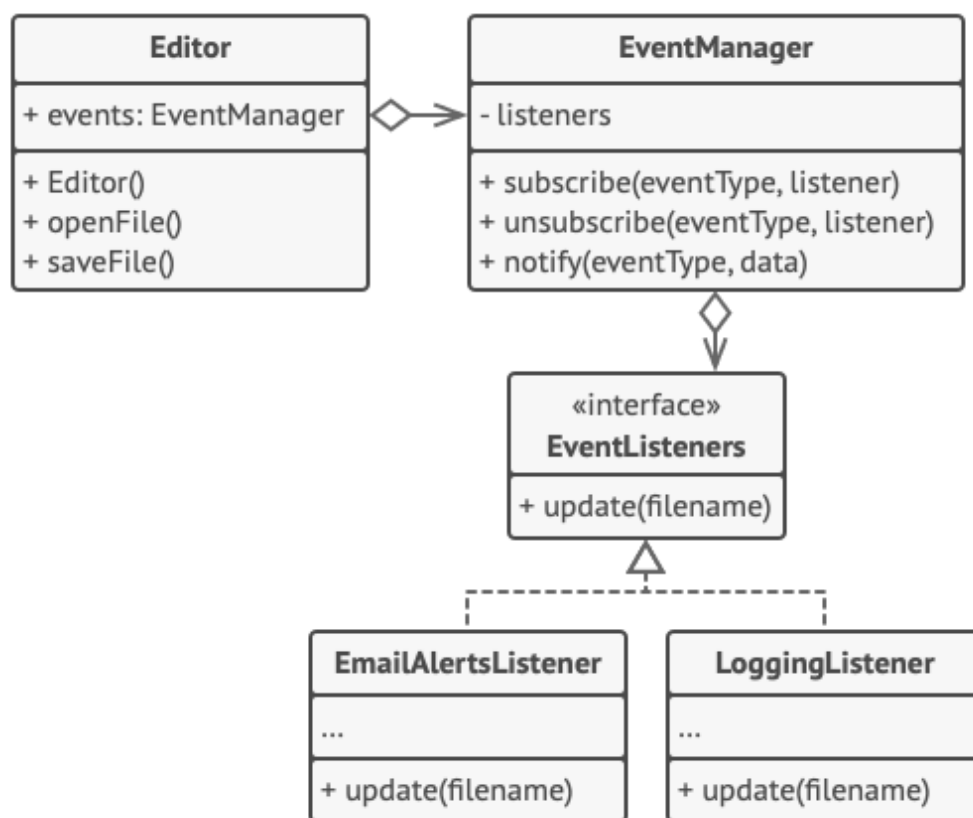 Editor
+ events: EventManager
+ Editor()
+ openFile()
+ saveFile()
EventManager
- listeners
+ subscribe(eventType, listener)
+ unsubscribe(eventType, listener)
+ notify(eventType, data)
«interface»
EventListeners
+ update(filename)
EmailAlertsListener
...
+ update(filename)
LoggingListener
...
+ update(filename)